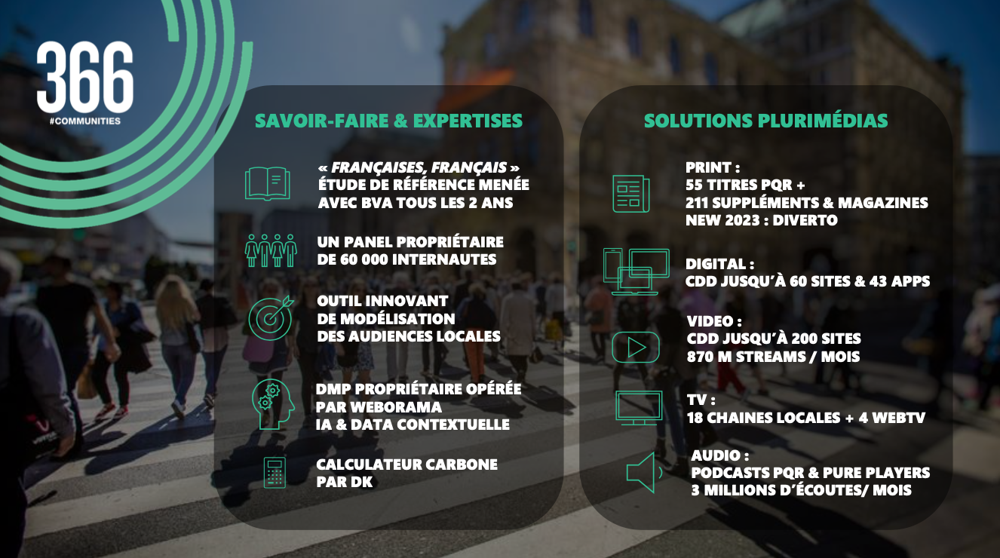 366
#COMMUNITIES
SAVOIR-FAIRE & EXPERTISES
« FRANÇAISES, FRANÇAIS »
ÉTUDE DE RÉFÉRENCE MENÉE
AVEC BVA TOUS LES 2 ANS
UN PANEL PROPRIÉTAIRE
DE 60 000 INTERNAUTES
OUTIL INNOVANT
DE MODÉLISATION
DES AUDIENCES LOCALES
DMP PROPRIÉTAIRE OPÉRÉE
PAR WEBORAMA
IA & DATA CONTEXTUELLE
CALCULATEUR CARBONE
PAR DK
SOLUTIONS PLURIMÉDIAS
PRINT :
55 TITRES PQR +
211 SUPPLÉMENTS & MAGAZINES
NEW 2023 : DIVERTO
DIGITAL :
CDD JUSQU’À 60 SITES & 43 APPS
VIDEO :
CDD JUSQU’À 200 SITES
870 M STREAMS / MOIS
TV :
18 CHAINES LOCALES + 4 WEBTV
AUDIO :
PODCASTS PQR & PURE PLAYERS
3 MILLIONS D’ÉCOUTES/ MOIS